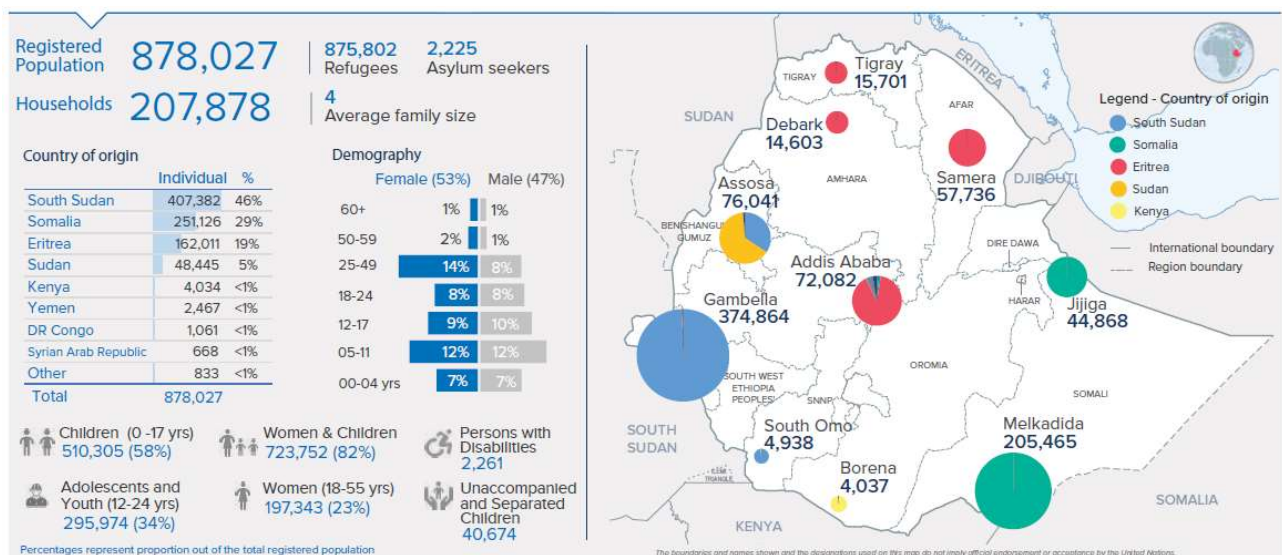 Registered
Population
878,027
875,802
Refugees
2,225
Asylum seekers
Households
207,878
4
Average family size
Country of origin
Individual %
South Sudan 407,382 46%
Somalia 251,126 29%
Eritrea 162,011 19%
Sudan 48,445 5%
Kenya 4,034 <1%
Yemen 2,467 <1%
DR Congo 1,061 <1%
Syrian Arab Republic 668 <1%
Other 833 <1%
Total 878,027
Demography
Female (53%) Male (47%)
60+ 1% 1%
50-59 2% 1%
25-49 14% 8%
18-24 8% 8%
12-17 9% 10%
05-11 12% 12%
00-04 yrs 7% 7%
Children (0 -17 yrs)
510,305 (58%)
Women & Children
723,752 (82%)
Persons with
Disabilities
2,261
Adolescents and
Youth (12-24 yrs)
295,974 (34%)
Women (18-55 yrs)
197,343 (23%)
Unaccompanied
and Separated
Children
40,674
Percentages represent proportion out of the total registered population
ERITREA
Tigray
15,701
TIGRAY
AFAR
SUDAN
Debark
14,603
Samera
57,736
DJIBOUTI
AMHARA
Assosa
76,041
BENISHANGUL
GUMUZ
DIRE DAWA
Addis Ababa
72,082
HARAR
Jijiga
44,868
Gambella
374,864
OROMIA
SOUTH WEST
ETHIOPIA
PEOPLES'
SNNP
SOMALI
SOUTH
SUDAN
South Omo
4,938
Melkadida
205,465
TRIANGLE
Borena
4,037
SOMALIA
KENYA
Legend - Country of origin
South Sudan
Somalia
Eritrea
Sudan
Kenya
International boundary
Region boundary
The boundaries and names shown and the designations used on this map do not imply official endorsement or acceptance by the United Nations.